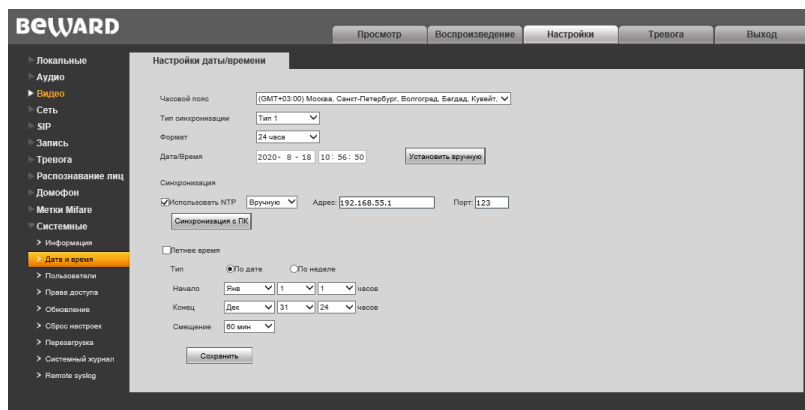 BEWARD
Просмотр Воспроизведение Настройки Тревога Выход
Локальные
Аудио
Видео
Сеть
SIP
Запись
Тревога
Распознавание лиц
Домофон
Метки Mifare
Системные
Информация
Дата и время
Пользователи
Права доступа
Обновление
Сброс настроек
Перезагрузка
Системный журнал
Remote syslog
Настройки даты/времени
Часовой пояс (GMT+03:00) Москва, Санкт-Петербург, Волгоград, Багдад, Кувейт,
Тип синхронизации Тип 1
Формат 24 часа
Дата/Время 2020- 8 - 18 10: 56: 50 Установить вручную
Синхронизация
Использовать NTP Вручную Адрес: 192.168.55.1 Порт: 123
Синхронизация с ПК
Летнее время
Тип По дате По неделе
Начало Янв 1 1 часов
Конец Дек 31 24 часов
Смещение 60 мин
Сохранить